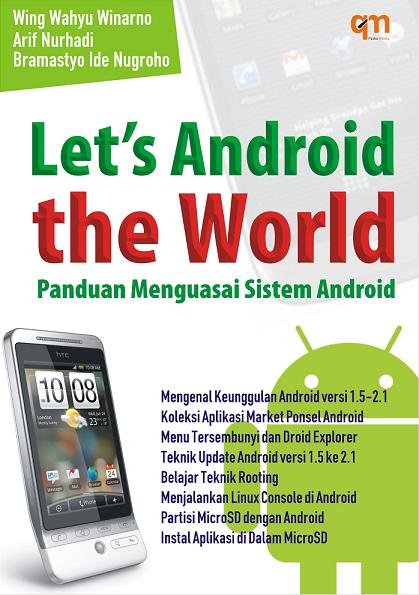 Wing Wahyu Winarno
Arif Nurhadi
Bramastyo Ide Nugroho
qm
Let's Android
the World
Panduan Menguasai Sistem Android
hTC
10 08
Mengenal Keunggulan Android versi 1.5-2.1
Koleksi Aplikasi Market Ponsel Android
Menu Tersembunyi dan Droid Explorer
Teknik Update Android versi 1.5 ke 2.1
Belajar Teknik Rooting
Menjalankan Linux Console di Android
Partisi MicroSD dengan Android
Instal Aplikasi di Dalam MicroSD